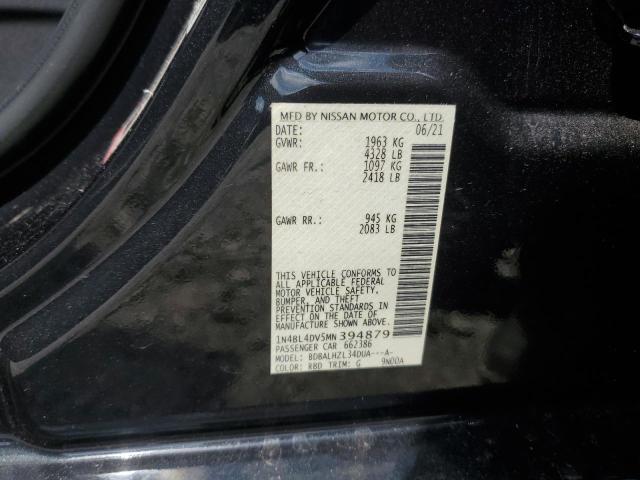 MFD BY NISSAN MOTOR CO., LTD.
DATE: 06/21
GVWR: 1963 KG
4328 LB
GAWR FR.: 1097 KG
2418 LB
GAWR RR.: 945 KG
2083 LB
THIS VEHICLE CONFORMS TO
ALL APPLICABLE FEDERAL
MOTOR VEHICLE SAFETY,
BUMPER, AND THEFT
PREVENTION STANDARDS IN
EFFECT ON THE DATE OF
MANUFACTURE SHOWN ABOVE.
1N4BL4DV5MN394879
PASSENGER CAR 662386
MODEL: BDBALHZL34DUA---A-
COLOR: RBD TRIM: G 9N00A